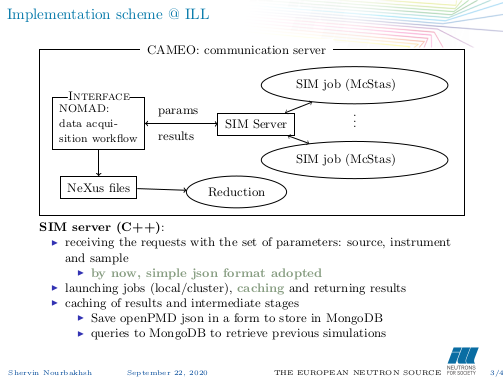 Implementation scheme @ ILL
CAMEO: communication server
SIM job (McStas)
INTERFACE
NOMAD:
data acqui-
sition workflow
params
results
SIM Server
SIM job (McStas)
NeXus files
Reduction
SIM server (C++):
receiving the requests with the set of parameters: source, instrument
and sample
by now, simple json format adopted
launching jobs (local/cluster), caching and returning results
caching of results and intermediate stages
Save openPMD json in a form to store in MongoDB
queries to MongoDB to retrieve previous simulations
NEUTRONS
FOR SOCIETY
Shervin Nourbakhsh September 22, 2020 THE EUROPEAN NEUTRON SOURCE 3/4